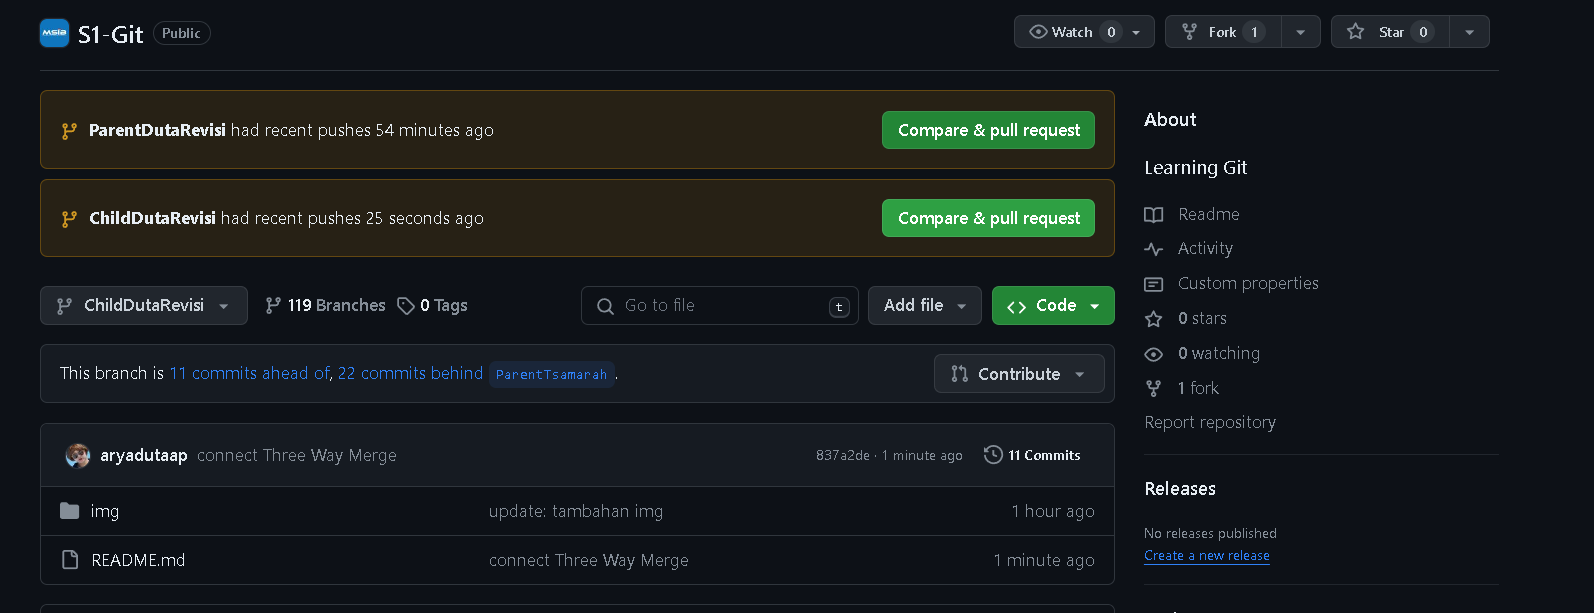 MSIB S1-Git Public Watch 0 Fork 1 Star 0
ParentDutaRevisi had recent pushes 54 minutes ago Compare & pull request
ChildDutaRevisi had recent pushes 25 seconds ago Compare & pull request
ChildDutaRevisi 119 Branches 0 Tags Go to file t Add file Code
This branch is 11 commits ahead of, 22 commits behind ParentTsamarah. Contribute
aryadutaap connect Three Way Merge 837a2de · 1 minute ago 11 Commits
img update: tambahan img 1 hour ago
README.md connect Three Way Merge 1 minute ago
About
Learning Git
Readme
Activity
Custom properties
0 stars
0 watching
1 fork
Report repository
Releases
No releases published
Create a new release